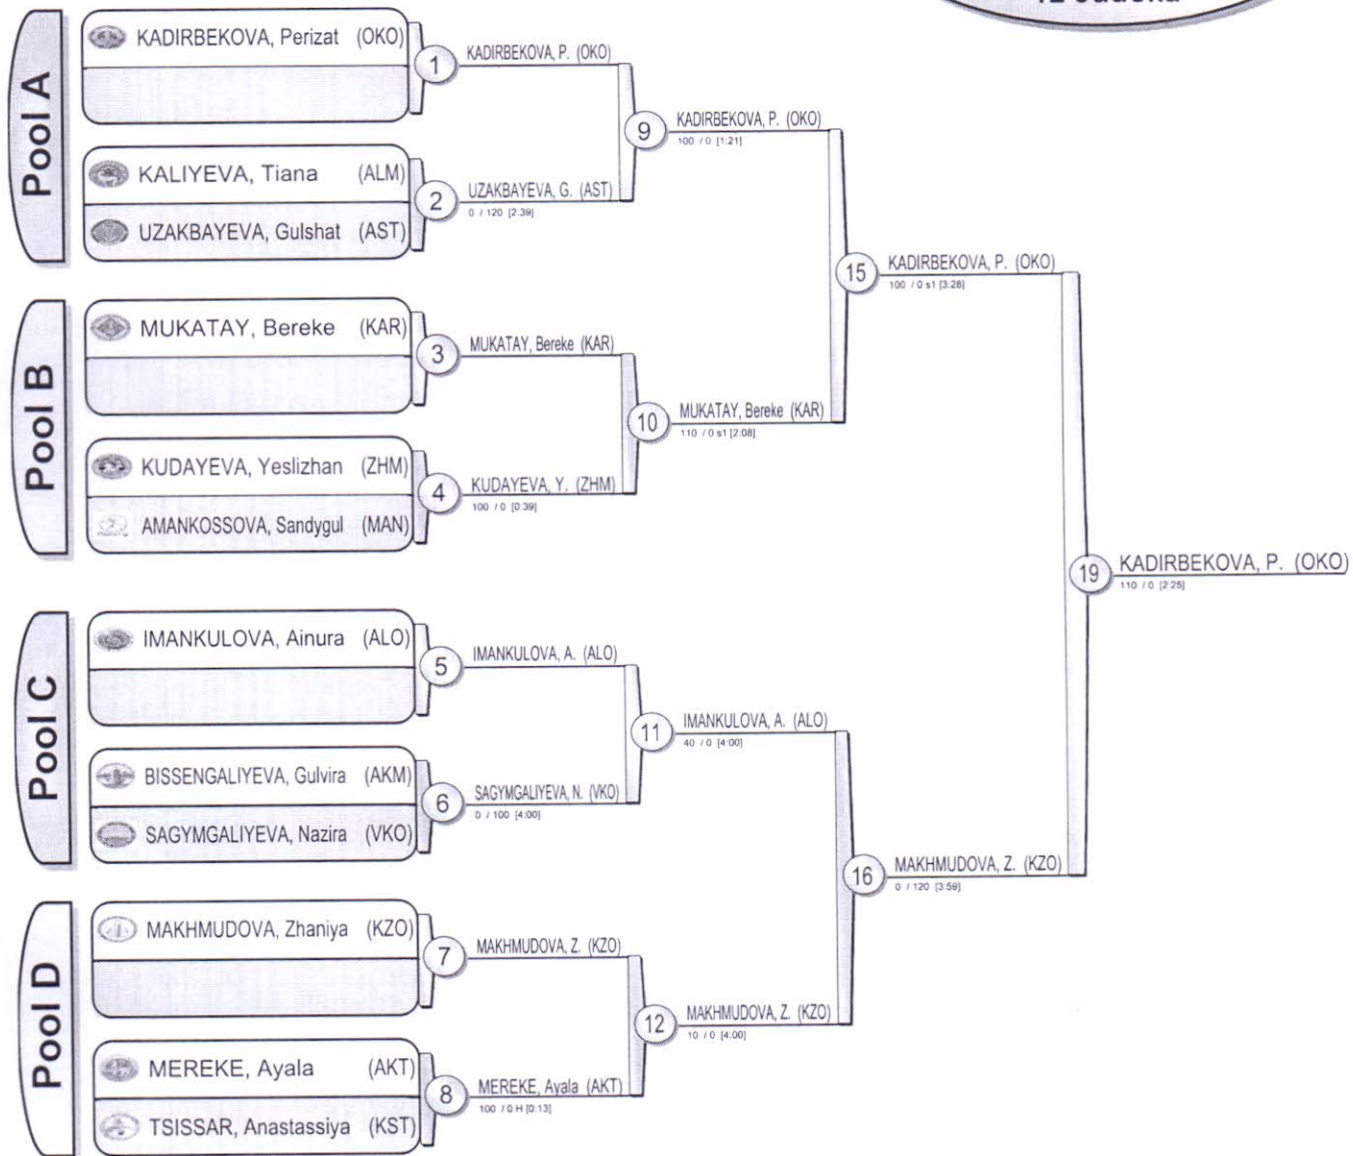 12 Judoka
Pool A
KADIRBEKOVA, Perizat (OKO)
KALIYEVA, Tiana (ALM)
UZAKBAYEVA, Gulshat (AST)
Pool B
MUKATAY, Bereke (KAR)
KUDAYEVA, Yeslizhan (ZHM)
AMANKOSSOVA, Sandygul (MAN)
Pool C
IMANKULOVA, Ainura (ALO)
BISSENGALIYEVA, Gulvira (AKM)
SAGYMGALIYEVA, Nazira (VKO)
Pool D
MAKHMUDOVA, Zhaniya (KZO)
MEREKE, Ayala (AKT)
TSISSAR, Anastassiya (KST)
1 KADIRBEKOVA, P. (OKO)
2 UZAKBAYEVA, G. (AST)
0 / 120 [2:39]
3 MUKATAY, Bereke (KAR)
4 KUDAYEVA, Y. (ZHM)
100 / 0 [0:39]
5 IMANKULOVA, A. (ALO)
6 SAGYMGALIYEVA, N. (VKO)
0 / 100 [4:00]
7 MAKHMUDOVA, Z. (KZO)
8 MEREKE, Ayala (AKT)
100 / 0 H [0:13]
9 KADIRBEKOVA, P. (OKO)
100 / 0 [1:21]
10 MUKATAY, Bereke (KAR)
110 / 0 s1 [2:08]
11 IMANKULOVA, A. (ALO)
40 / 0 [4:00]
12 MAKHMUDOVA, Z. (KZO)
10 / 0 [4:00]
15 KADIRBEKOVA, P. (OKO)
100 / 0 s1 [3:28]
16 MAKHMUDOVA, Z. (KZO)
0 / 120 [3:59]
19 KADIRBEKOVA, P. (OKO)
110 / 0 [2:25]